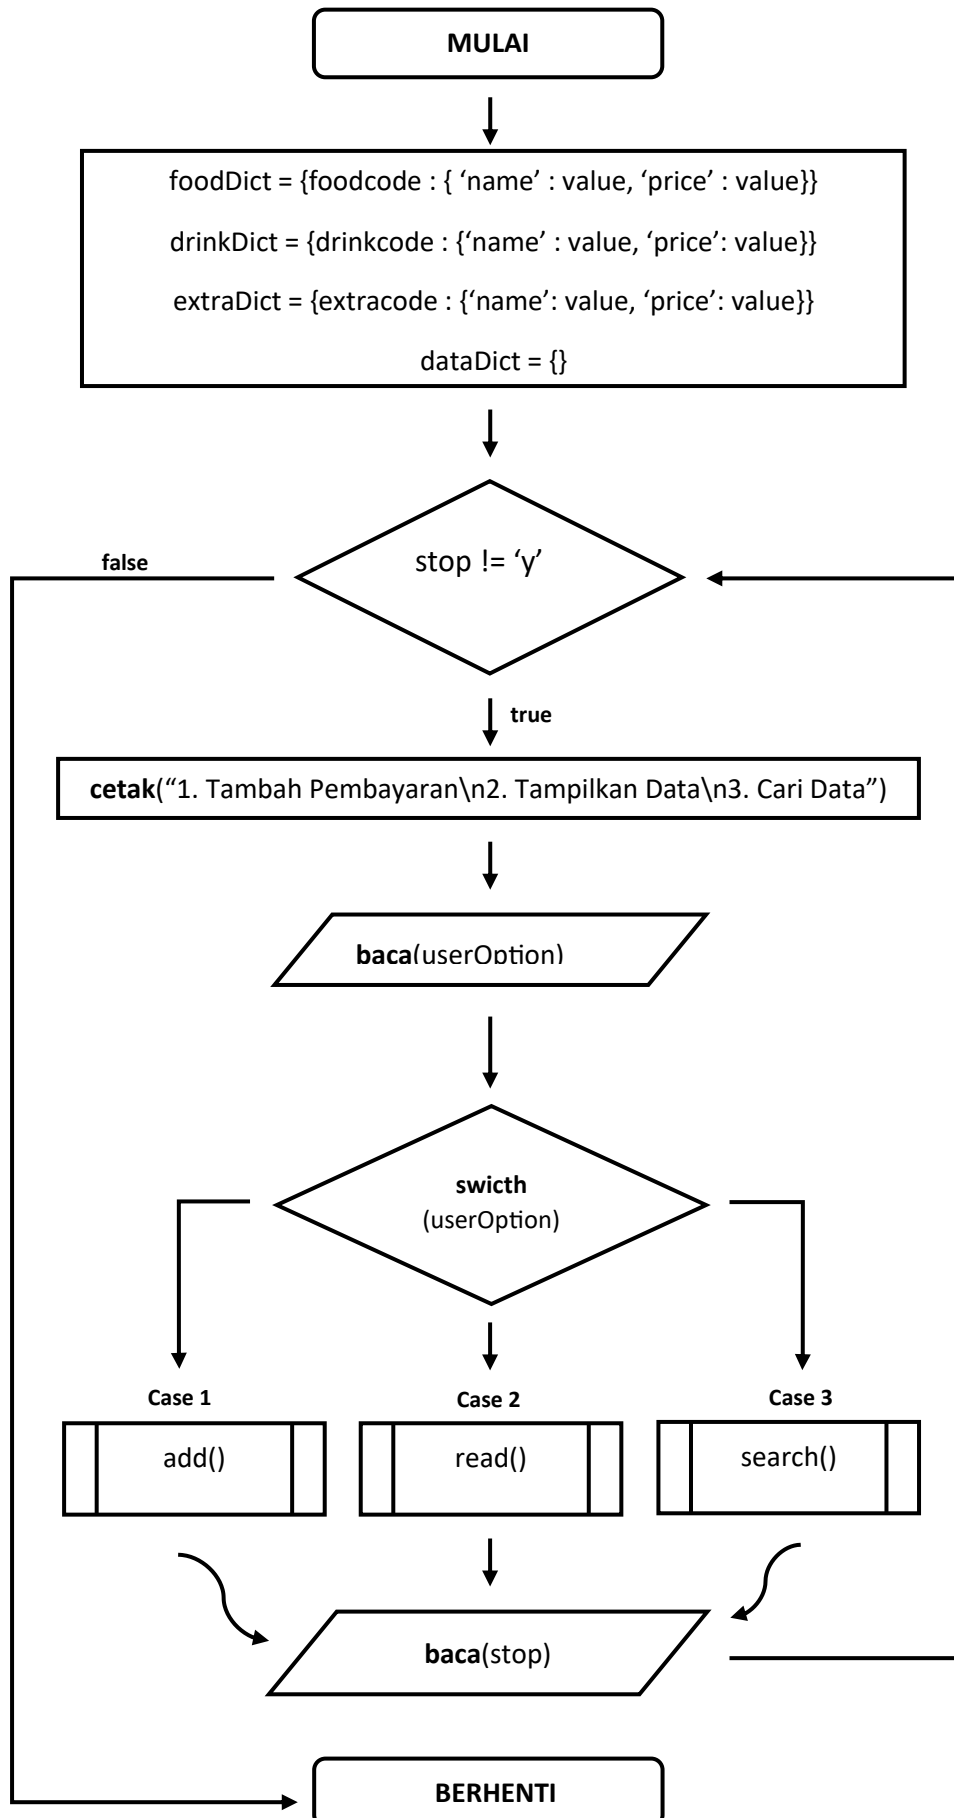 MULAI
foodDict = {foodcode : { ‘name’ : value, ‘price’ : value}}
drinkDict = {drinkcode : {‘name’ : value, ‘price’: value}}
extraDict = {extracode : {‘name’: value, ‘price’: value}}
dataDict = {}
stop != ‘y’
false
true
cetak(“1. Tambah Pembayaran\n2. Tampilkan Data\n3. Cari Data”)
baca(userOption)
swicth
(userOption)
Case 1
Case 2
Case 3
add()
read()
search()
baca(stop)
BERHENTI